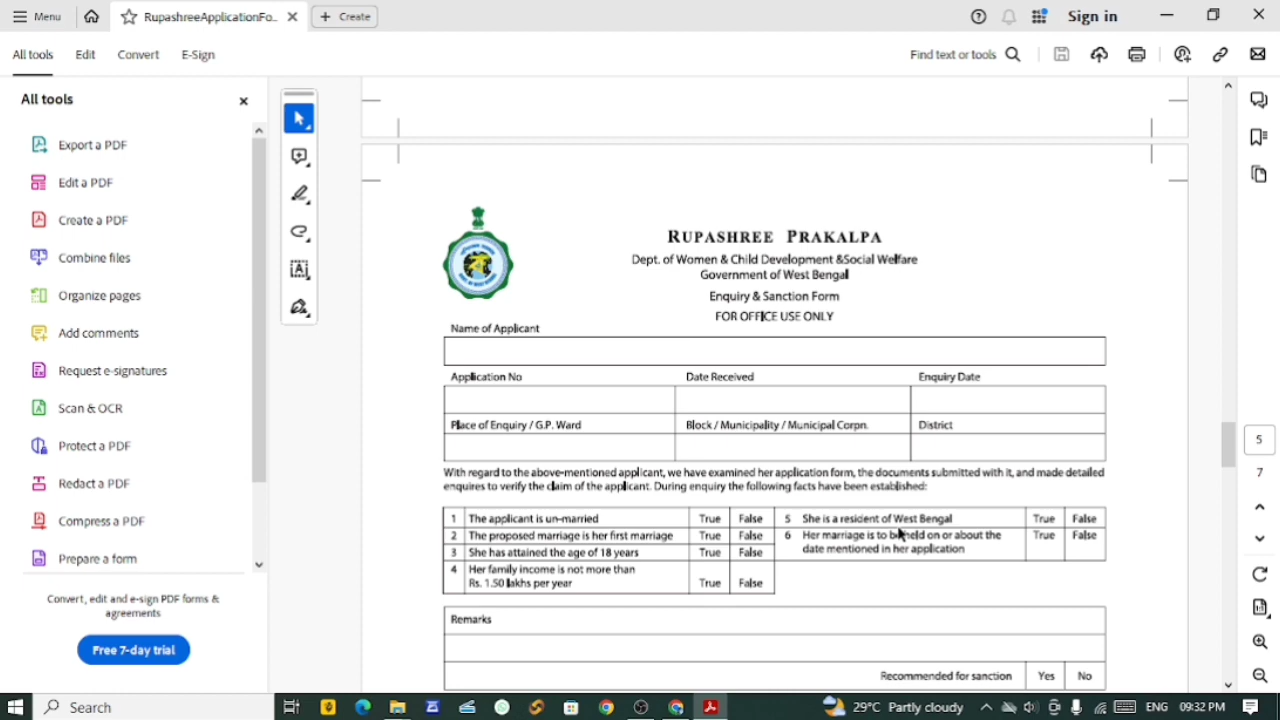 Menu
RupashreeApplicationFo...
Create
Sign in
All tools
Edit
Convert
E-Sign
Find text or tools
All tools
Export a PDF
Edit a PDF
Create a PDF
Combine files
Organize pages
Add comments
Request e-signatures
Scan & OCR
Protect a PDF
Redact a PDF
Compress a PDF
Prepare a form
Convert, edit and e-sign PDF forms &
agreements
Free 7-day trial
RUPASHREE PRAKALPA
Dept. of Women & Child Development &Social Welfare
Government of West Bengal
Enquiry & Sanction Form
FOR OFFICE USE ONLY
Name of Applicant
Application No Date Received Enquiry Date
Place of Enquiry / G.P. Ward Block / Municipality / Municipal Corpn. District
With regard to the above-mentioned applicant, we have examined her application form, the documents submitted with it, and made detailed
enquires to verify the claim of the applicant. During enquiry the following facts have been established:
1 The applicant is un-married True False
2 The proposed marriage is her first marriage True False
3 She has attained the age of 18 years True False
4 Her family income is not more than
Rs. 1.50 lakhs per year True False
5 She is a resident of West Bengal True False
6 Her marriage is to be held on or about the True False
date mentioned in her application
Remarks
Recommended for sanction Yes No
5
7
Search
29°C Partly cloudy
ENG
09:32 PM